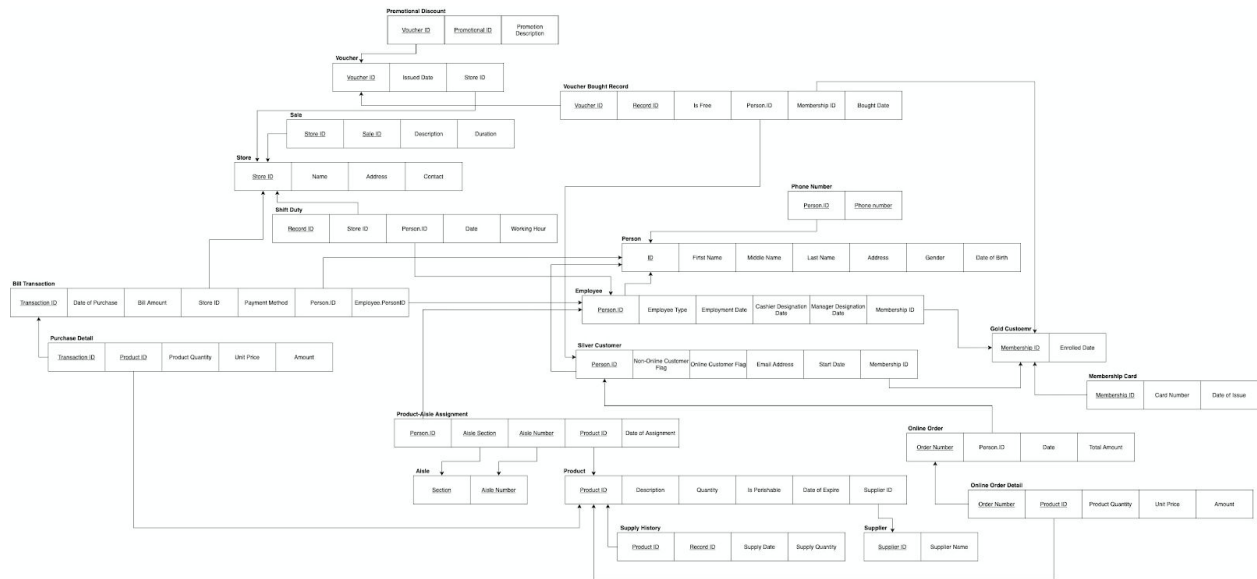 Promotional Discount
Voucher ID Promotional ID Promotion Description
Voucher
Voucher ID Issued Date Store ID
Voucher Bought Record
Voucher ID Record ID Is Free Person.ID Membership ID Bought Date
Sale
Store ID Sale ID Description Duration
Store
Store ID Name Address Contact
Phone Number
Person.ID Phone number
Shift Duty
Record ID Store ID Person.ID Date Working Hour
Person
ID Firtst Name Middle Name Last Name Address Gender Date of Birth
Bill Transaction
Transaction ID Date of Purchase Bill Amount Store ID Payment Method Person.ID Employee.PersonID
Employee
Person.ID Employee Type Employment Date Cashier Designation Date Manager Designation Date Membership ID
Gold Custoemr
Membership ID Enrolled Date
Purchase Detail
Transaction ID Product ID Product Quantity Unit Price Amount
Silver Customer
Person.ID Non-Online Customer Flag Online Customer Flag Email Address Start Date Membership ID
Membership Card
Membership ID Card Number Date of Issue
Product-Aisle Assignment
Person.ID Aisle Section Aisle Number Product ID Date of Assignment
Online Order
Order Number Person.ID Date Total Amount
Aisle
Section Aisle Number
Product
Product ID Description Quantity Is Perishable Date of Expire Supplier ID
Online Order Detail
Order Number Product ID Product Quantity Unit Price Amount
Supply History
Product ID Record ID Supply Date Supply Quantity
Supplier
Supplier ID Supplier Name